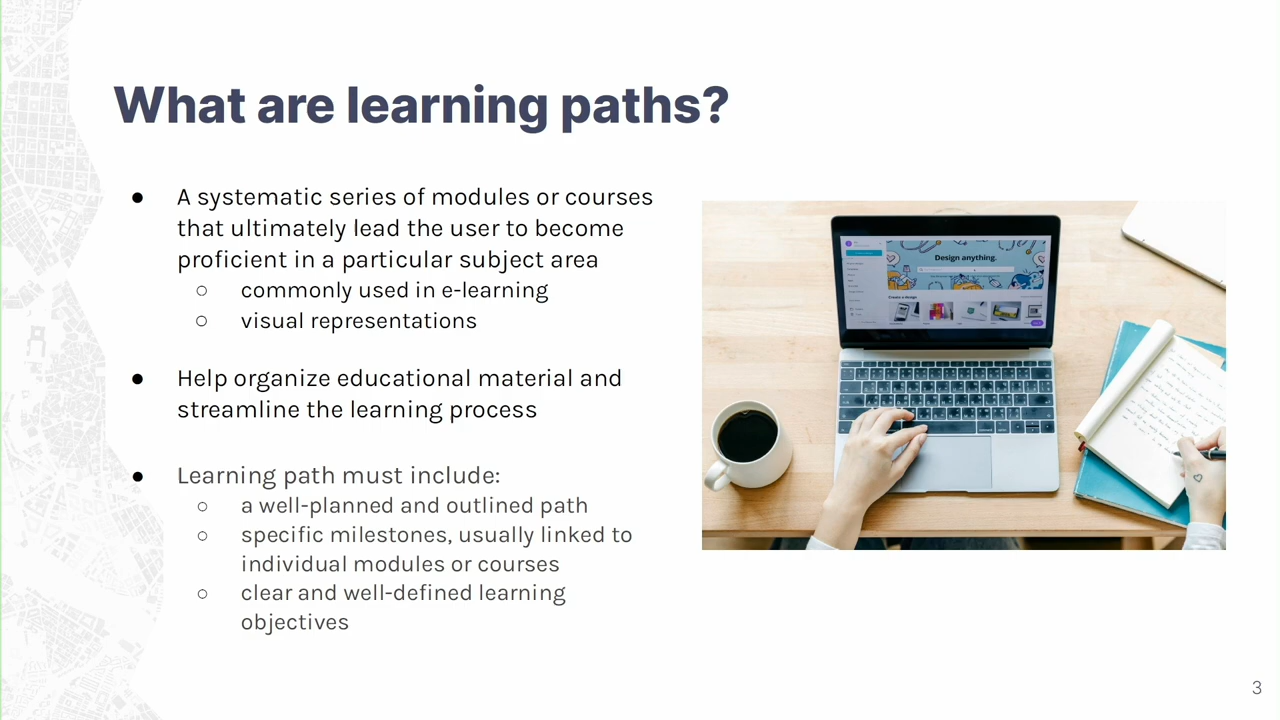 What are learning paths?
● A systematic series of modules or courses
that ultimately lead the user to become
proficient in a particular subject area
○ commonly used in e-learning
○ visual representations
● Help organize educational material and
streamline the learning process
● Learning path must include:
○ a well-planned and outlined path
○ specific milestones, usually linked to
individual modules or courses
○ clear and well-defined learning
objectives
Design anything.
Create a design
3